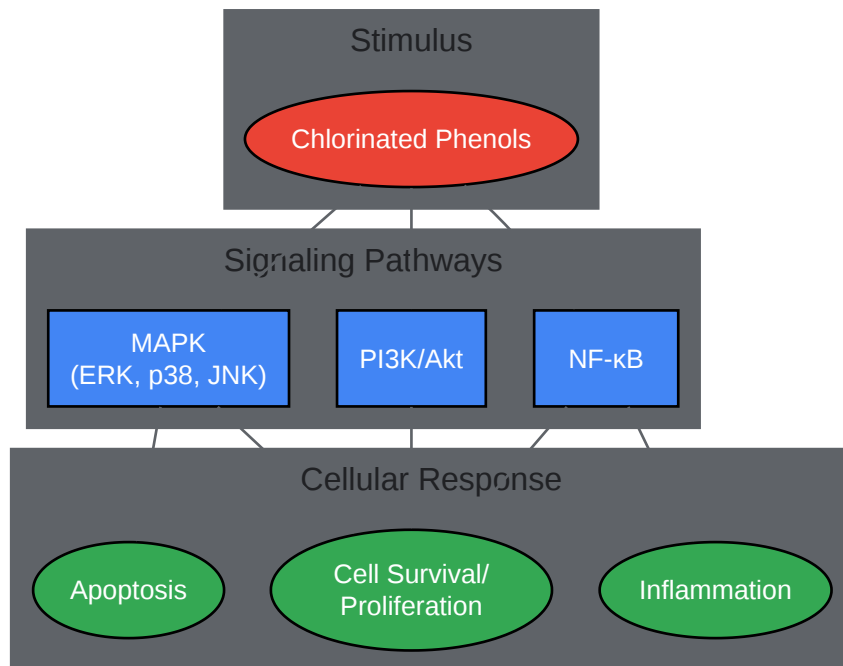 Stimulus
Chlorinated Phenols
Signaling Pathways
MAPK
(ERK, p38, JNK)
PI3K/Akt
NF-κB
Cellular Response
Apoptosis
Cell Survival/
Proliferation
Inflammation